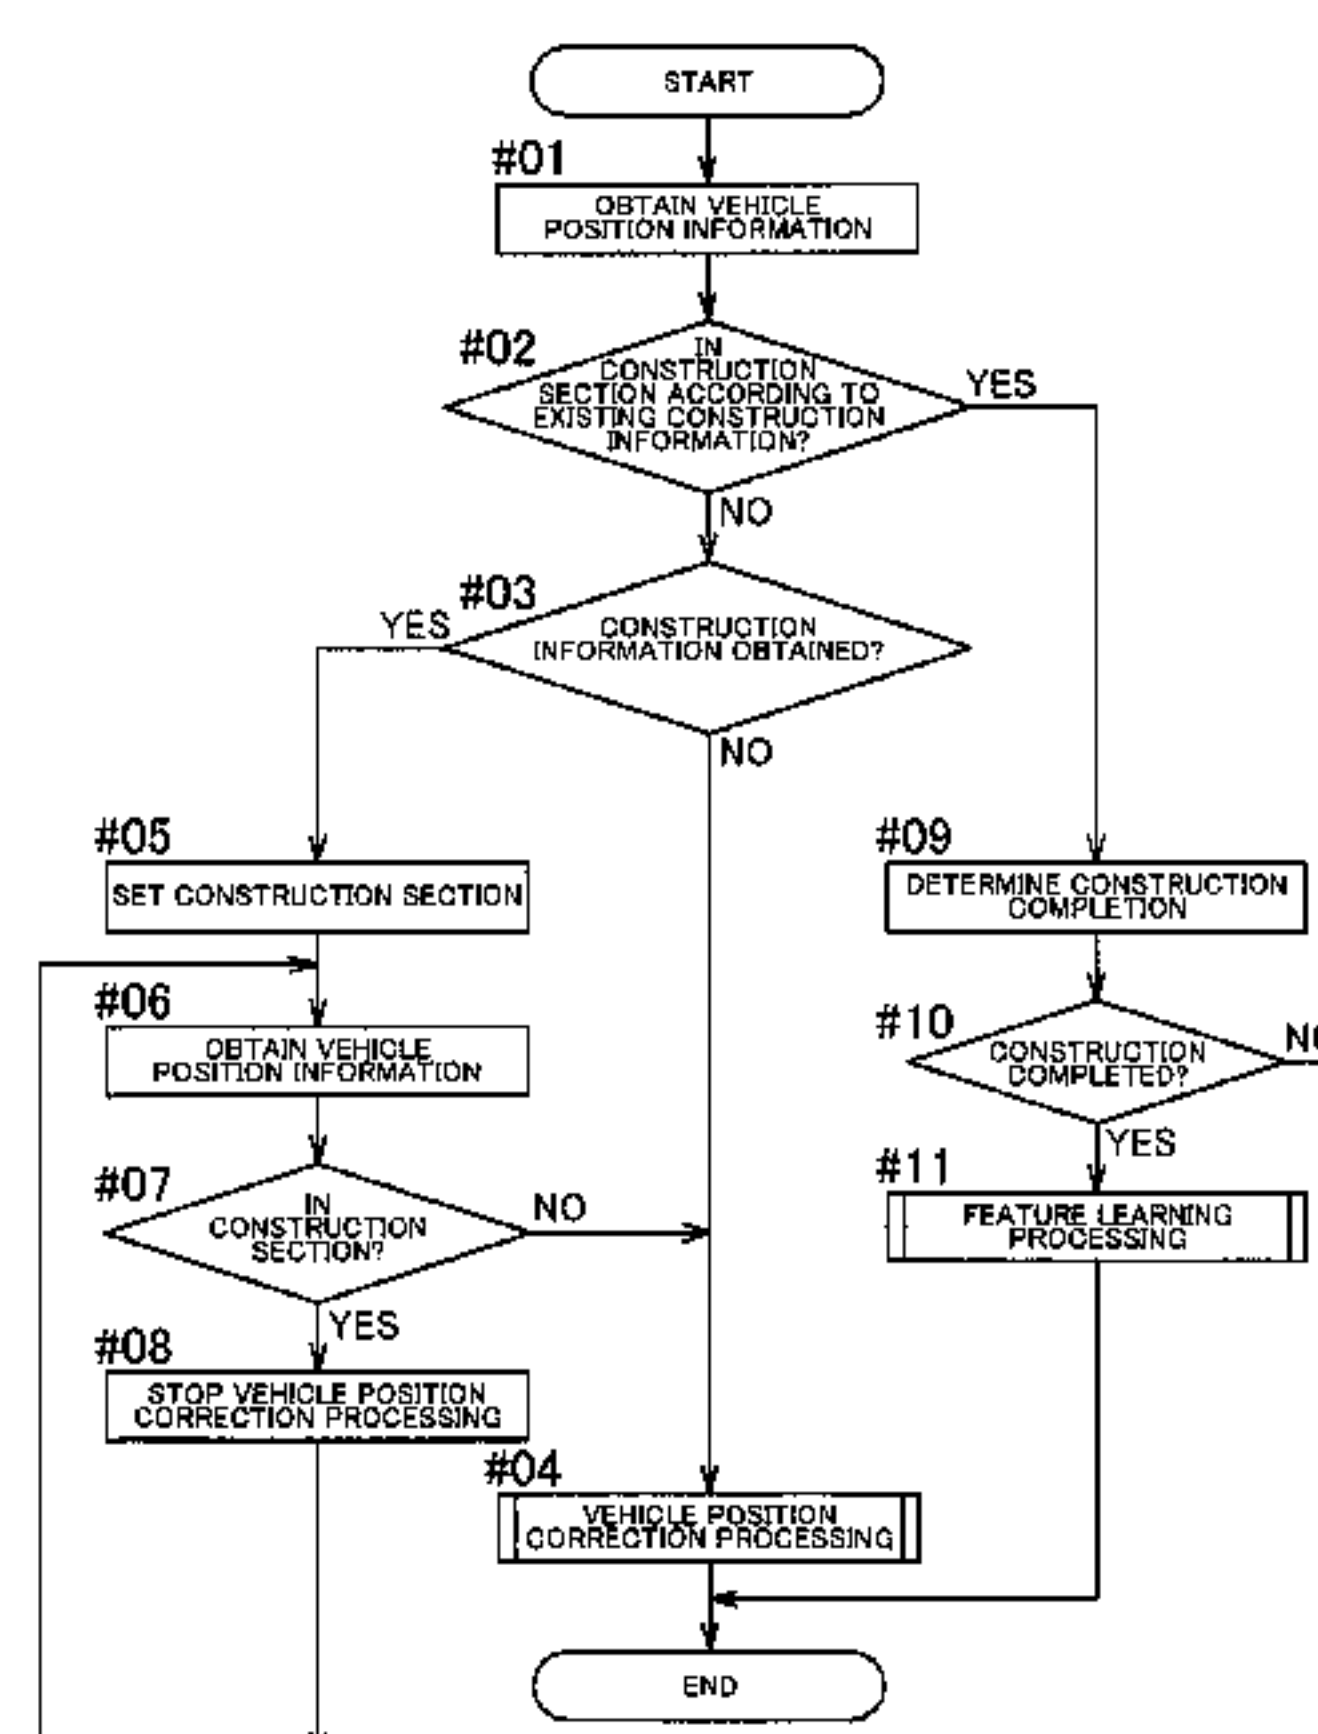 START
#01
OBTAIN VEHICLE
POSITION INFORMATION
#02
IN
CONSTRUCTION
SECTION ACCORDING TO
EXISTING CONSTRUCTION
INFORMATION?
YES
NO
#03
CONSTRUCTION
INFORMATION OBTAINED?
YES
NO
#05
SET CONSTRUCTION SECTION
#09
DETERMINE CONSTRUCTION
COMPLETION
#06
OBTAIN VEHICLE
POSITION INFORMATION
#10
CONSTRUCTION
COMPLETED?
YES
#07
IN
CONSTRUCTION
SECTION?
NO
YES
#11
FEATURE LEARNING
PROCESSING
#08
STOP VEHICLE POSITION
CORRECTION PROCESSING
#04
VEHICLE POSITION
CORRECTION PROCESSING
END